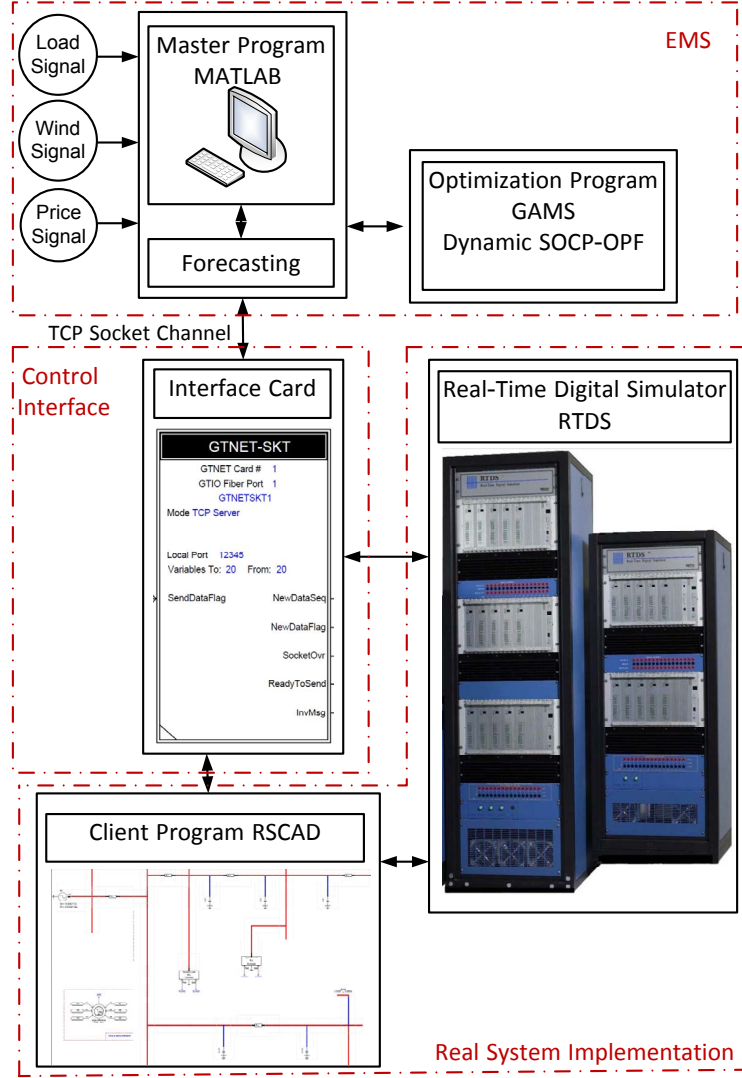 EMS
Load
Signal
Wind
Signal
Price
Signal
Master Program
MATLAB
Forecasting
Optimization Program
GAMS
Dynamic SOCP-OPF
TCP Socket Channel
Control
Interface
Interface Card
GTNET-SKT
GTNET Card # 1
GTIO Fiber Port 1
GTNETSKT1
Mode TCP Server
Local Port 12345
Variables To: 20 From: 20
SendDataFlag NewDataSeq
NewDataFlag
SocketOvr
ReadyToSend
InvMsg
Real-Time Digital Simulator
RTDS
RTDS
RTDS
Client Program RSCAD
Real System Implementation